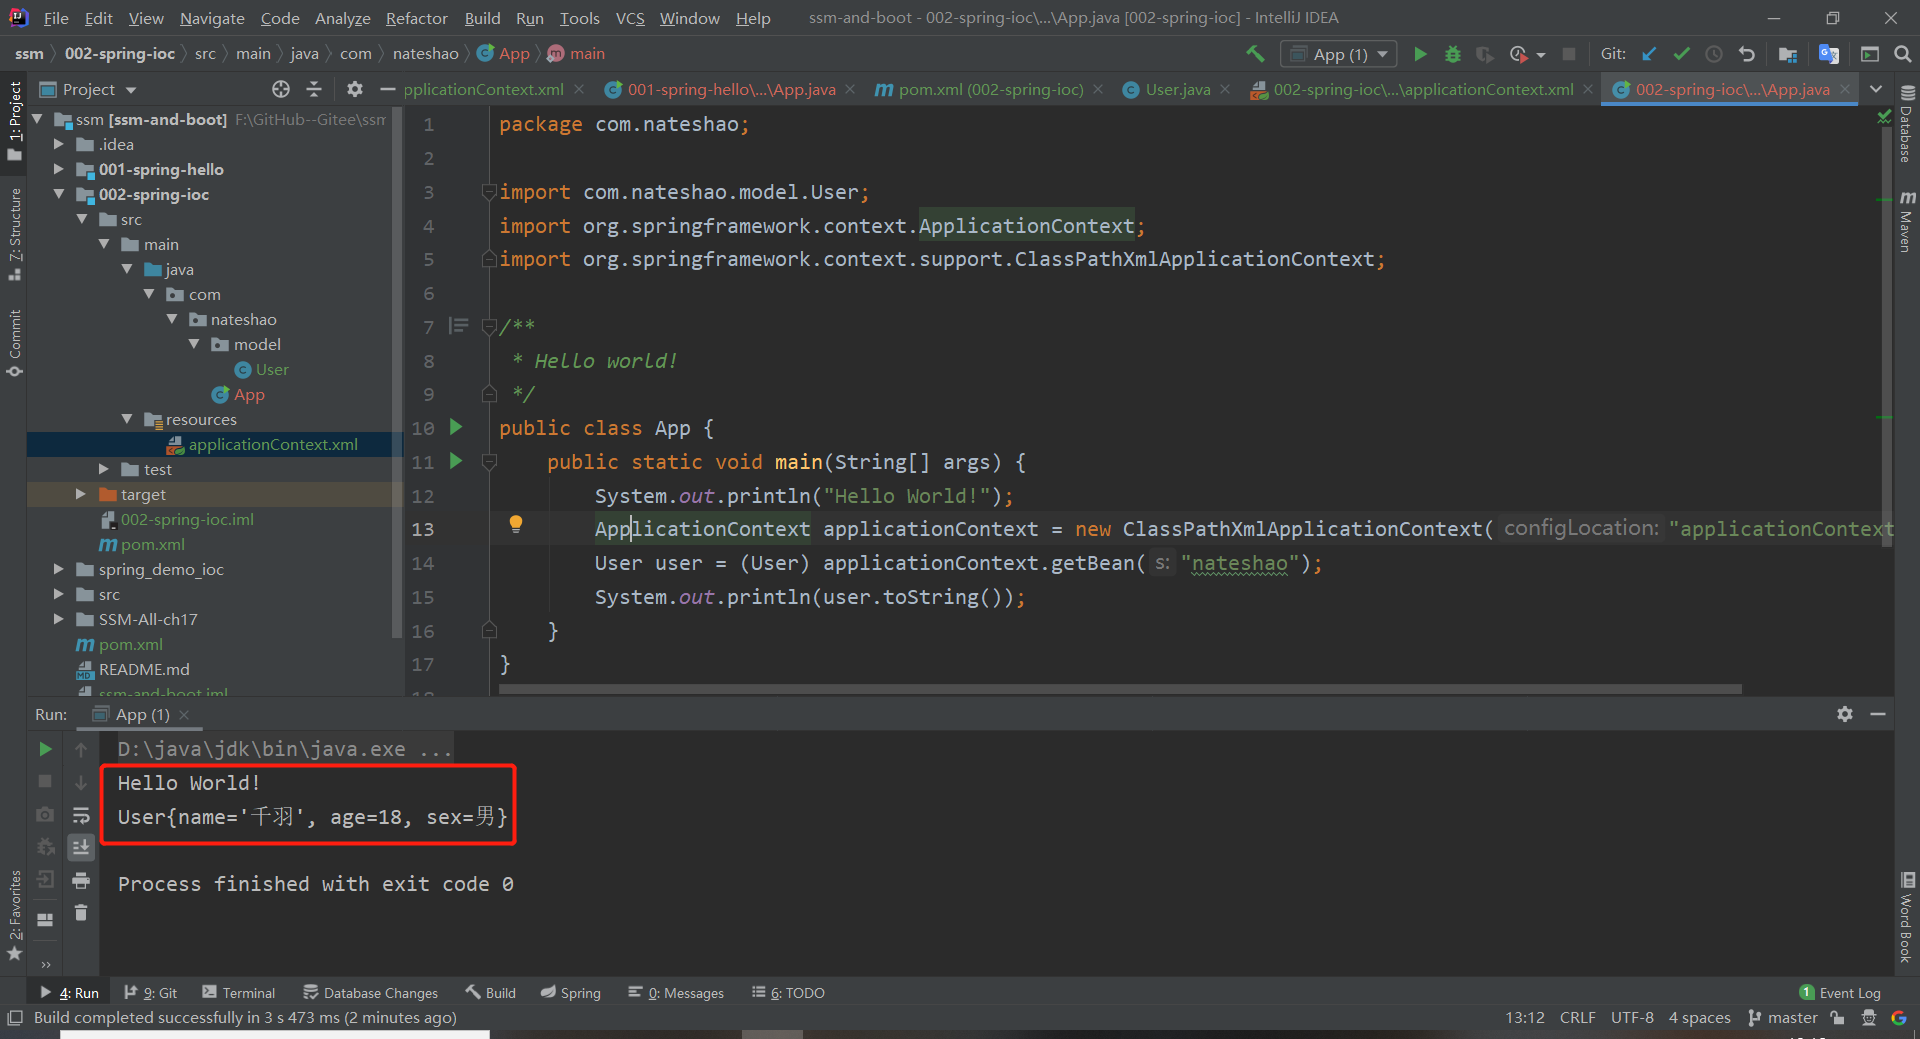 File Edit View Navigate Code Analyze Refactor Build Run Tools VCS Window Help ssm-and-boot - 002-spring-ioc\...\App.java [002-spring-ioc] - IntelliJ IDEA
ssm 002-spring-ioc src main java com nateshao App main App (1) Git:
Project pplicationContext.xml 001-spring-hello\...\App.java pom.xml (002-spring-ioc) User.java 002-spring-ioc\...\applicationContext.xml 002-spring-ioc\...\App.java
1: Project
7: Structure
Commit
2: Favorites
ssm [ssm-and-boot] F:\GitHub--Gitee\ssm
.idea
001-spring-hello
002-spring-ioc
src
main
java
com
nateshao
model
User
App
resources
applicationContext.xml
test
target
002-spring-ioc.iml
pom.xml
spring_demo_ioc
src
SSM-All-ch17
pom.xml
README.md
ssm-and-boot.iml
1 package com.nateshao;
2
3 import com.nateshao.model.User;
4 import org.springframework.context.ApplicationContext;
5 import org.springframework.context.support.ClassPathXmlApplicationContext;
6
7 /**
8 * Hello world!
9 */
10 public class App {
11 public static void main(String[] args) {
12 System.out.println("Hello World!");
13 ApplicationContext applicationContext = new ClassPathXmlApplicationContext( configLocation: "applicationContext
14 User user = (User) applicationContext.getBean( s: "nateshao");
15 System.out.println(user.toString());
16 }
17 }
Database
Maven
Word Book
Run: App (1)
D:\java\jdk\bin\java.exe ...
Hello World!
User{name='千羽', age=18, sex=男}
Process finished with exit code 0
4: Run 9: Git Terminal Database Changes Build Spring 0: Messages 6: TODO 1 Event Log
Build completed successfully in 3 s 473 ms (2 minutes ago) 13:12 CRLF UTF-8 4 spaces master